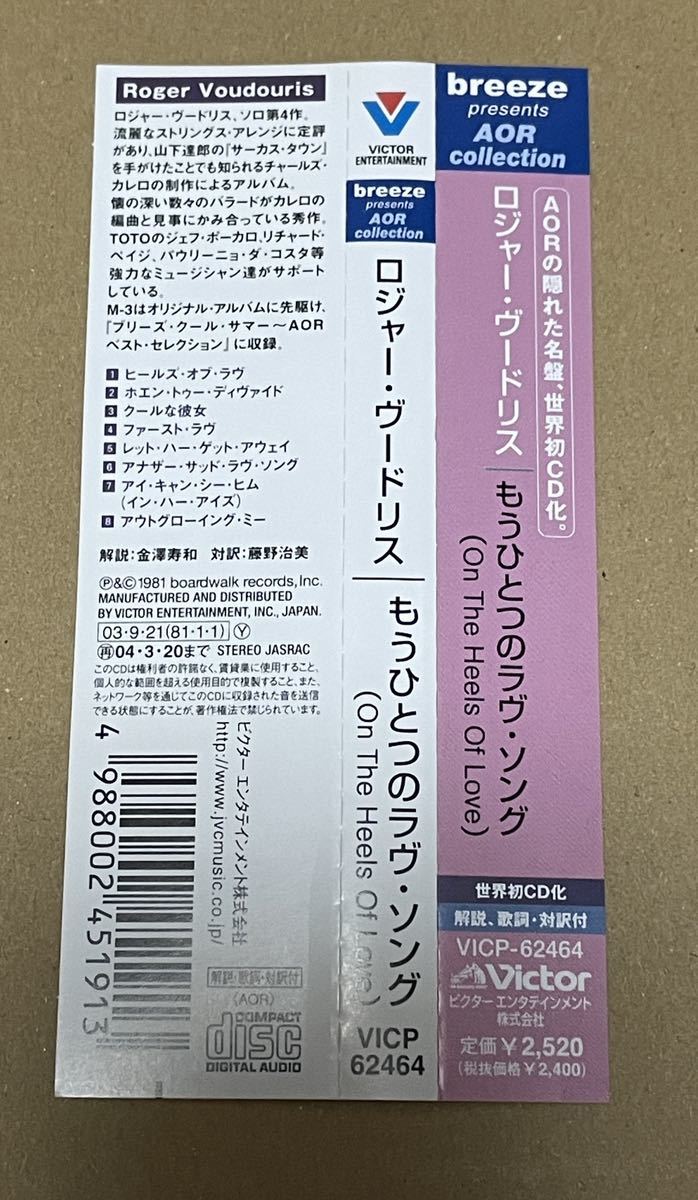 Roger Voudouris
ロジャー・ヴードリス、ソロ第4作。
流麗なストリングス・アレンジに定評
があり、山下達郎の『サーカス・タウン』
を手がけたことでも知られるチャールズ・
カレロの制作によるアルバム。
懐の深い数々のバラードがカレロの
編曲と見事にかみ合っている秀作。
TOTOのジェフ・ポーカロ、リチャード・
ペイジ、パウリーニョ・ダ・コスタ等
強力なミュージシャン達がサポート
している。
M-3はオリジナル・アルバムに先駆け、
『ブリーズ・クール・サマー〜AOR
ベスト・セレクション』に収録。
1 ヒールズ・オブ・ラヴ
2 ホエン・トゥー・ディヴァイド
3 クールな彼女
4 ファースト・ラヴ
5 レット・ハー・ゲット・アウェイ
6 アナザー・サッド・ラヴ・ソング
7 アイ・キャン・シー・ヒム
(イン・ハー・アイズ)
8 アウトグローイング・ミー
解説:金澤寿和 対訳:藤野治美
Ⓟ&©1981 boardwalk records, Inc.
MANUFACTURED AND DISTRIBUTED
BY VICTOR ENTERTAINMENT, INC., JAPAN.
03・9・21(81・1・1) Ⓨ
再04・3・20まで STEREO JASRAC
このCDは権利者の許諾なく、賃貸業に使用すること、
個人的な範囲を超える使用目的で複製すること、また、
ネットワーク等を通じてこのCDに収録された音を送信
できる状態にすることが、著作権法で禁じられています。
4 988002 451913
ビクターエンタテインメント株式会社
http://www.jvcmusic.co.jp/
解説・歌詞・対訳付
(AOR)
COMPACT
disc
DIGITAL AUDIO
VICTOR
ENTERTAINMENT
breeze
presents
AOR
collection
ロジャー・ヴードリス
もうひとつのラヴ・ソング
(On The Heels Of Love)
VICP
62464
breeze
presents
AOR
collection
AORの隠れた名盤、世界初CD化。
ロジャー・ヴードリス
もうひとつのラヴ・ソング
(On The Heels Of Love)
世界初CD化
解説、歌詞・対訳付
VICP-62464
Victor
ビクターエンタテインメント
株式会社
定価¥2,520
(税抜価格¥2,400)